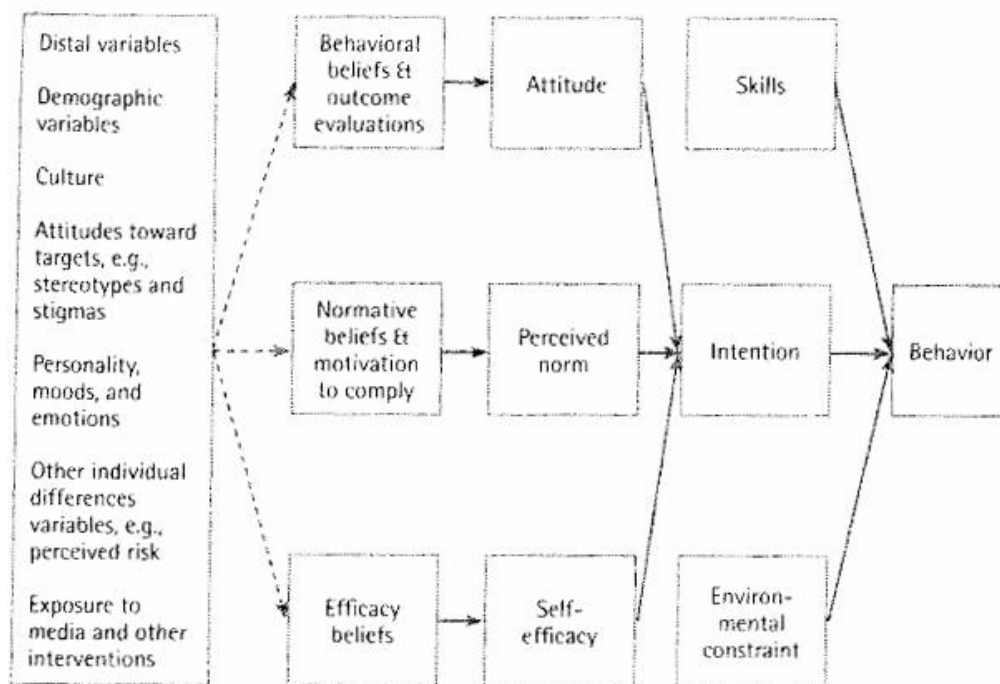 Distal variables
Demographic
variables
Culture
Attitudes toward
targets, e.g.,
stereotypes and
stigmas
Personality,
moods, and
emotions
Other individual
differences
variables, e.g.,
perceived risk
Exposure to
media and other
interventions
Behavioral
beliefs &
outcome
evaluations
Attitude
Skills
Normative
beliefs &
motivation
to comply
Perceived
norm
Intention
Behavior
Efficacy
beliefs
Self-
efficacy
Environ-
mental
constraint